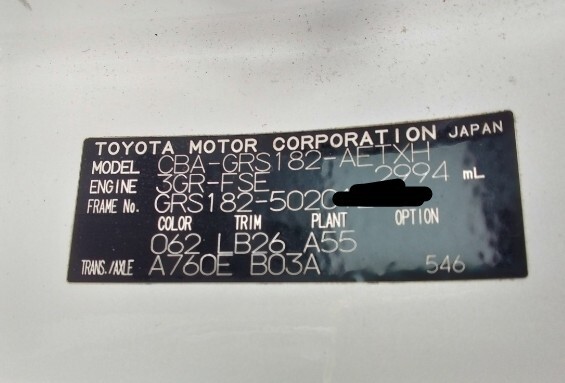 TOYOTA MOTOR CORPORATION JAPAN
MODEL CBA-GRS182-AETXH
ENGINE 3GR-FSE 2994 mL
FRAME No. GRS182-5020
COLOR TRIM PLANT OPTION
062 LB26 A55
TRANS./AXLE A760E B03A 546